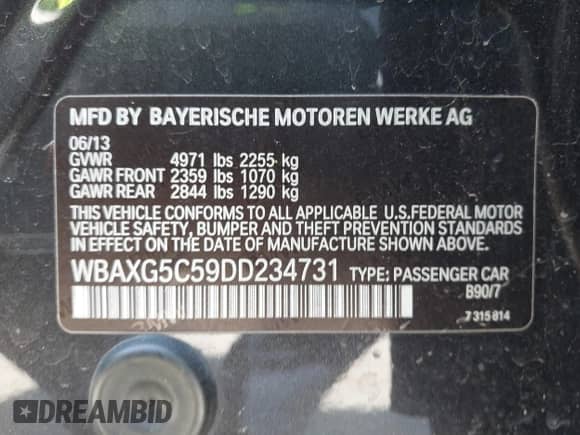 MFD BY BAYERISCHE MOTOREN WERKE AG
06/13
GVWR 4971 lbs 2255 kg
GAWR FRONT 2359 lbs 1070 kg
GAWR REAR 2844 lbs 1290 kg
THIS VEHICLE CONFORMS TO ALL APPLICABLE U.S.FEDERAL MOTOR
VEHICLE SAFETY, BUMPER, AND THEFT PREVENTION STANDARDS
IN EFFECT ON THE DATE OF MANUFACTURE SHOWN ABOVE.
WBAXG5C59DD234731 TYPE: PASSENGER CAR
B90/7
7 315 814
DREAMBID